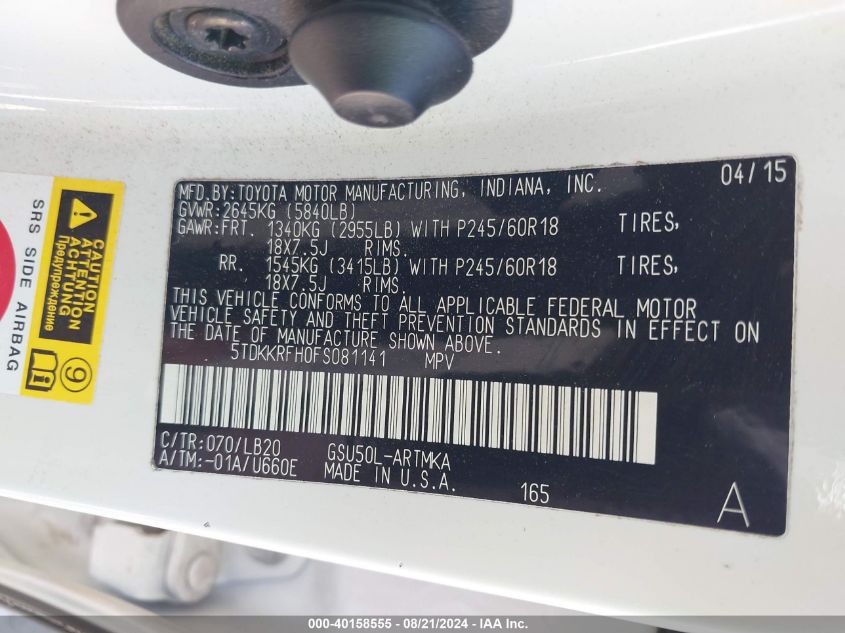 MFD.BY:TOYOTA MOTOR MANUFACTURING, INDIANA, INC. 04/15
GVWR:2645KG (5840LB)
GAWR:FRT. 1340KG (2955LB) WITH P245/60R18 TIRES,
18X7.5J RIMS.
RR. 1545KG (3415LB) WITH P245/60R18 TIRES,
18X7.5J RIMS.
THIS VEHICLE CONFORMS TO ALL APPLICABLE FEDERAL MOTOR
VEHICLE SAFETY AND THEFT PREVENTION STANDARDS IN EFFECT ON
THE DATE OF MANUFACTURE SHOWN ABOVE.
5TDKKRFH0FS081141 MPV
C/TR:070/LB20 GSU50L-ARTMKA
A/TM:-01A/U660E MADE IN U.S.A. 165
A
SRS SIDE AIRBAG
CAUTION
ATTENTION
ACHTUNG
Предупреждение
9
000-40158555 - 08/21/2024 - IAA Inc.